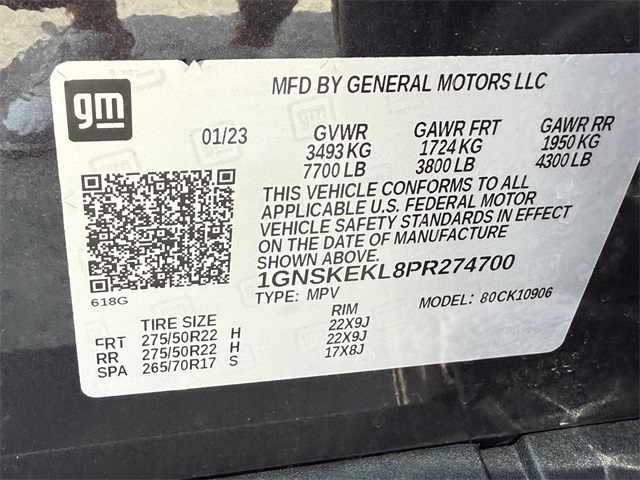 gm
MFD BY GENERAL MOTORS LLC
01/23 GVWR GAWR FRT GAWR RR
3493 KG 1724 KG 1950 KG
7700 LB 3800 LB 4300 LB
THIS VEHICLE CONFORMS TO ALL
APPLICABLE U.S. FEDERAL MOTOR
VEHICLE SAFETY STANDARDS IN EFFECT
ON THE DATE OF MANUFACTURE
SHOWN ABOVE.
1GNSKEKL8PR274700
618G
TYPE: MPV MODEL: 80CK10906
TIRE SIZE RIM
FRT 275/50R22 H 22X9J
RR 275/50R22 H 22X9J
SPA 265/70R17 S 17X8J